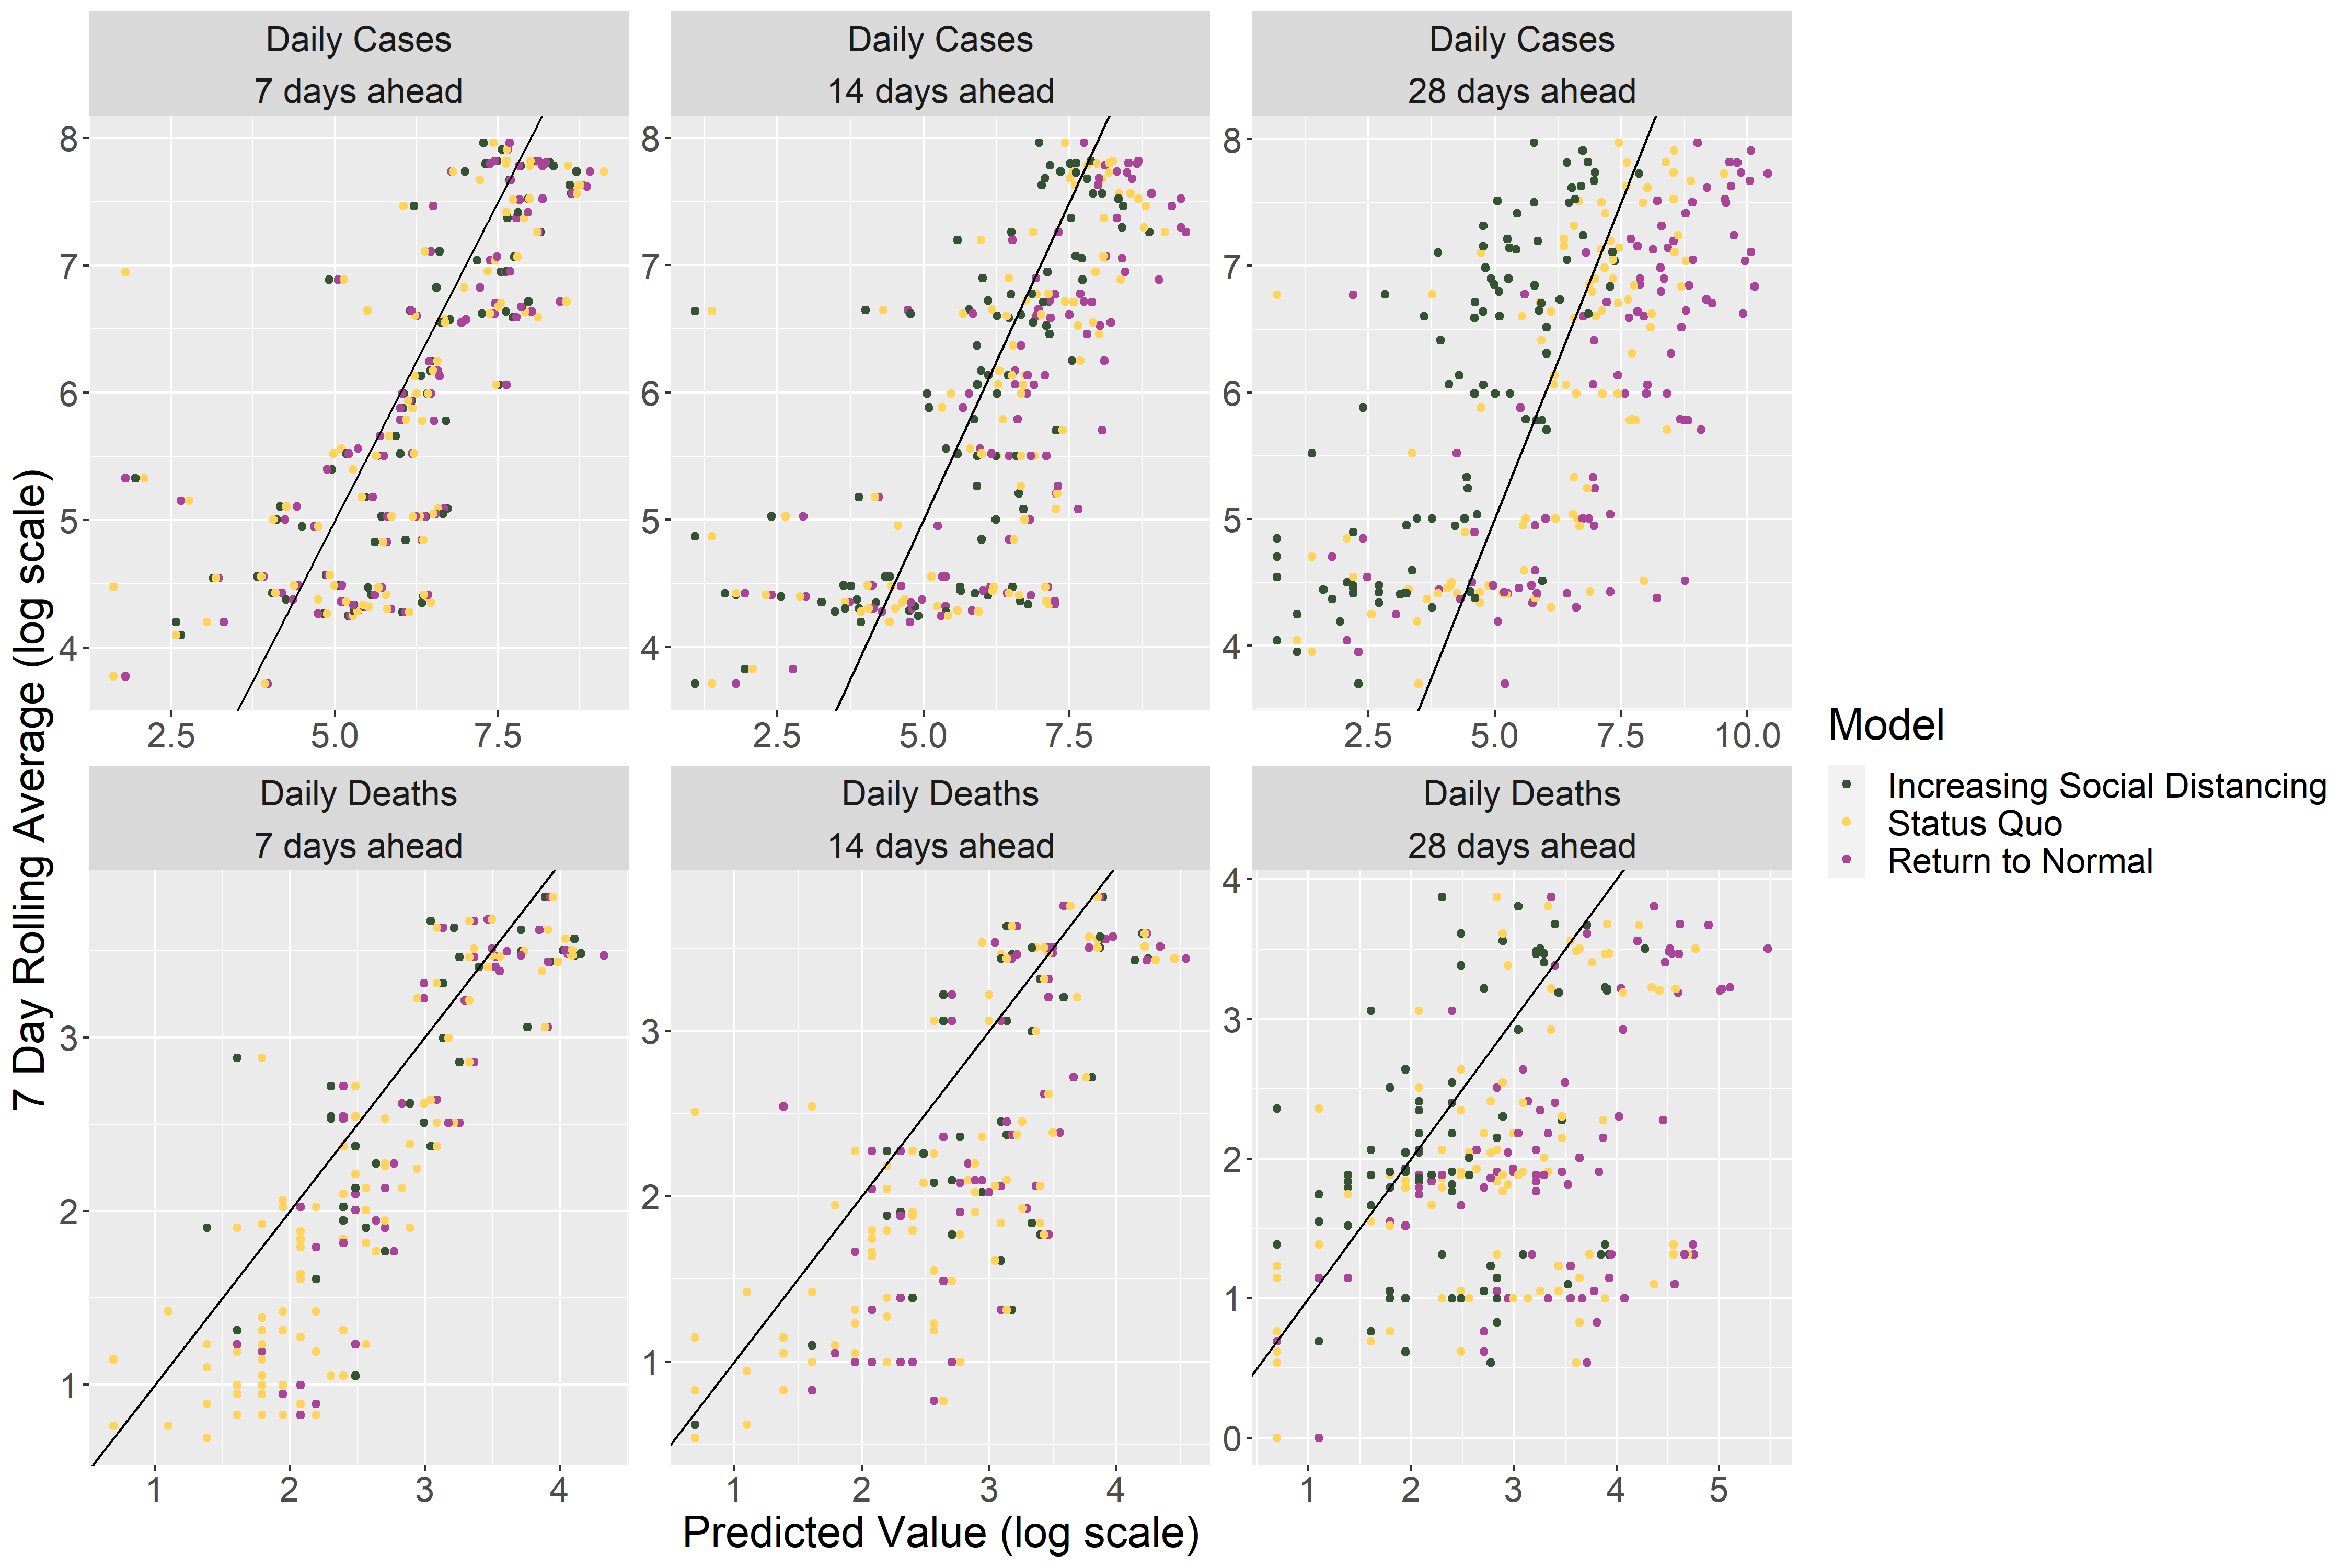 Daily Cases
7 days ahead
Daily Cases
14 days ahead
Daily Cases
28 days ahead
8
7
6
5
4
2.5 5.0 7.5
8
7
6
5
4
2.5 5.0 7.5
8
7
6
5
4
2.5 5.0 7.5 10.0
Daily Deaths
7 days ahead
Daily Deaths
14 days ahead
Daily Deaths
28 days ahead
3
2
1
1 2 3 4
3
2
1
1 2 3 4
4
3
2
1
0
1 2 3 4 5
7 Day Rolling Average (log scale)
Predicted Value (log scale)
Model
Increasing Social Distancing
Status Quo
Return to Normal